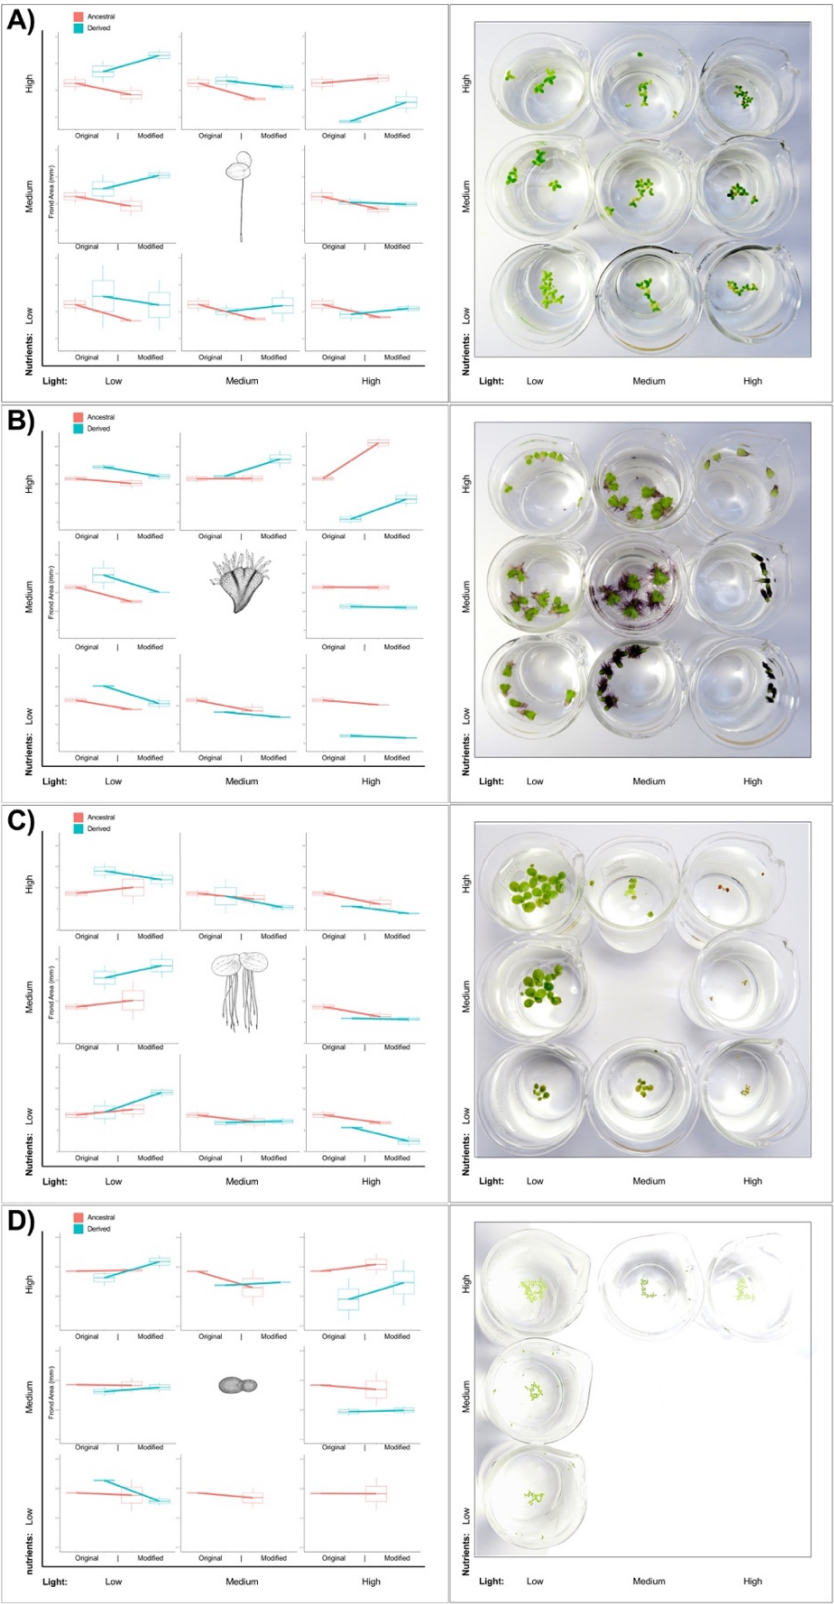 A)
Ancestral
Derived
High
Original | Modified Original | Modified Original | Modified
Medium
Frond Area (mm²)
Original | Modified Original | Modified
Low
Original | Modified Original | Modified Original | Modified
Nutrients:
Light: Low Medium High
High
Medium
Low
Nutrients:
Light: Low Medium High
B)
Ancestral
Derived
High
Original | Modified Original | Modified Original | Modified
Medium
Frond Area (mm²)
Original | Modified Original | Modified
Low
Original | Modified Original | Modified Original | Modified
Nutrients:
Light: Low Medium High
High
Medium
Low
Nutrients:
Light: Low Medium High
C)
Ancestral
Derived
High
Original | Modified Original | Modified Original | Modified
Medium
Frond Area (mm²)
Original | Modified Original | Modified
Low
Original | Modified Original | Modified Original | Modified
Nutrients:
Light: Low Medium High
High
Medium
Low
Nutrients:
Light: Low Medium High
D)
Ancestral
Derived
High
Original | Modified Original | Modified Original | Modified
Medium
Frond Area (mm²)
Original | Modified Original | Modified
Low
Original | Modified Original | Modified Original | Modified
nutrients:
Light: Low Medium High
High
Medium
Low
Nutrients:
Light: Low Medium High